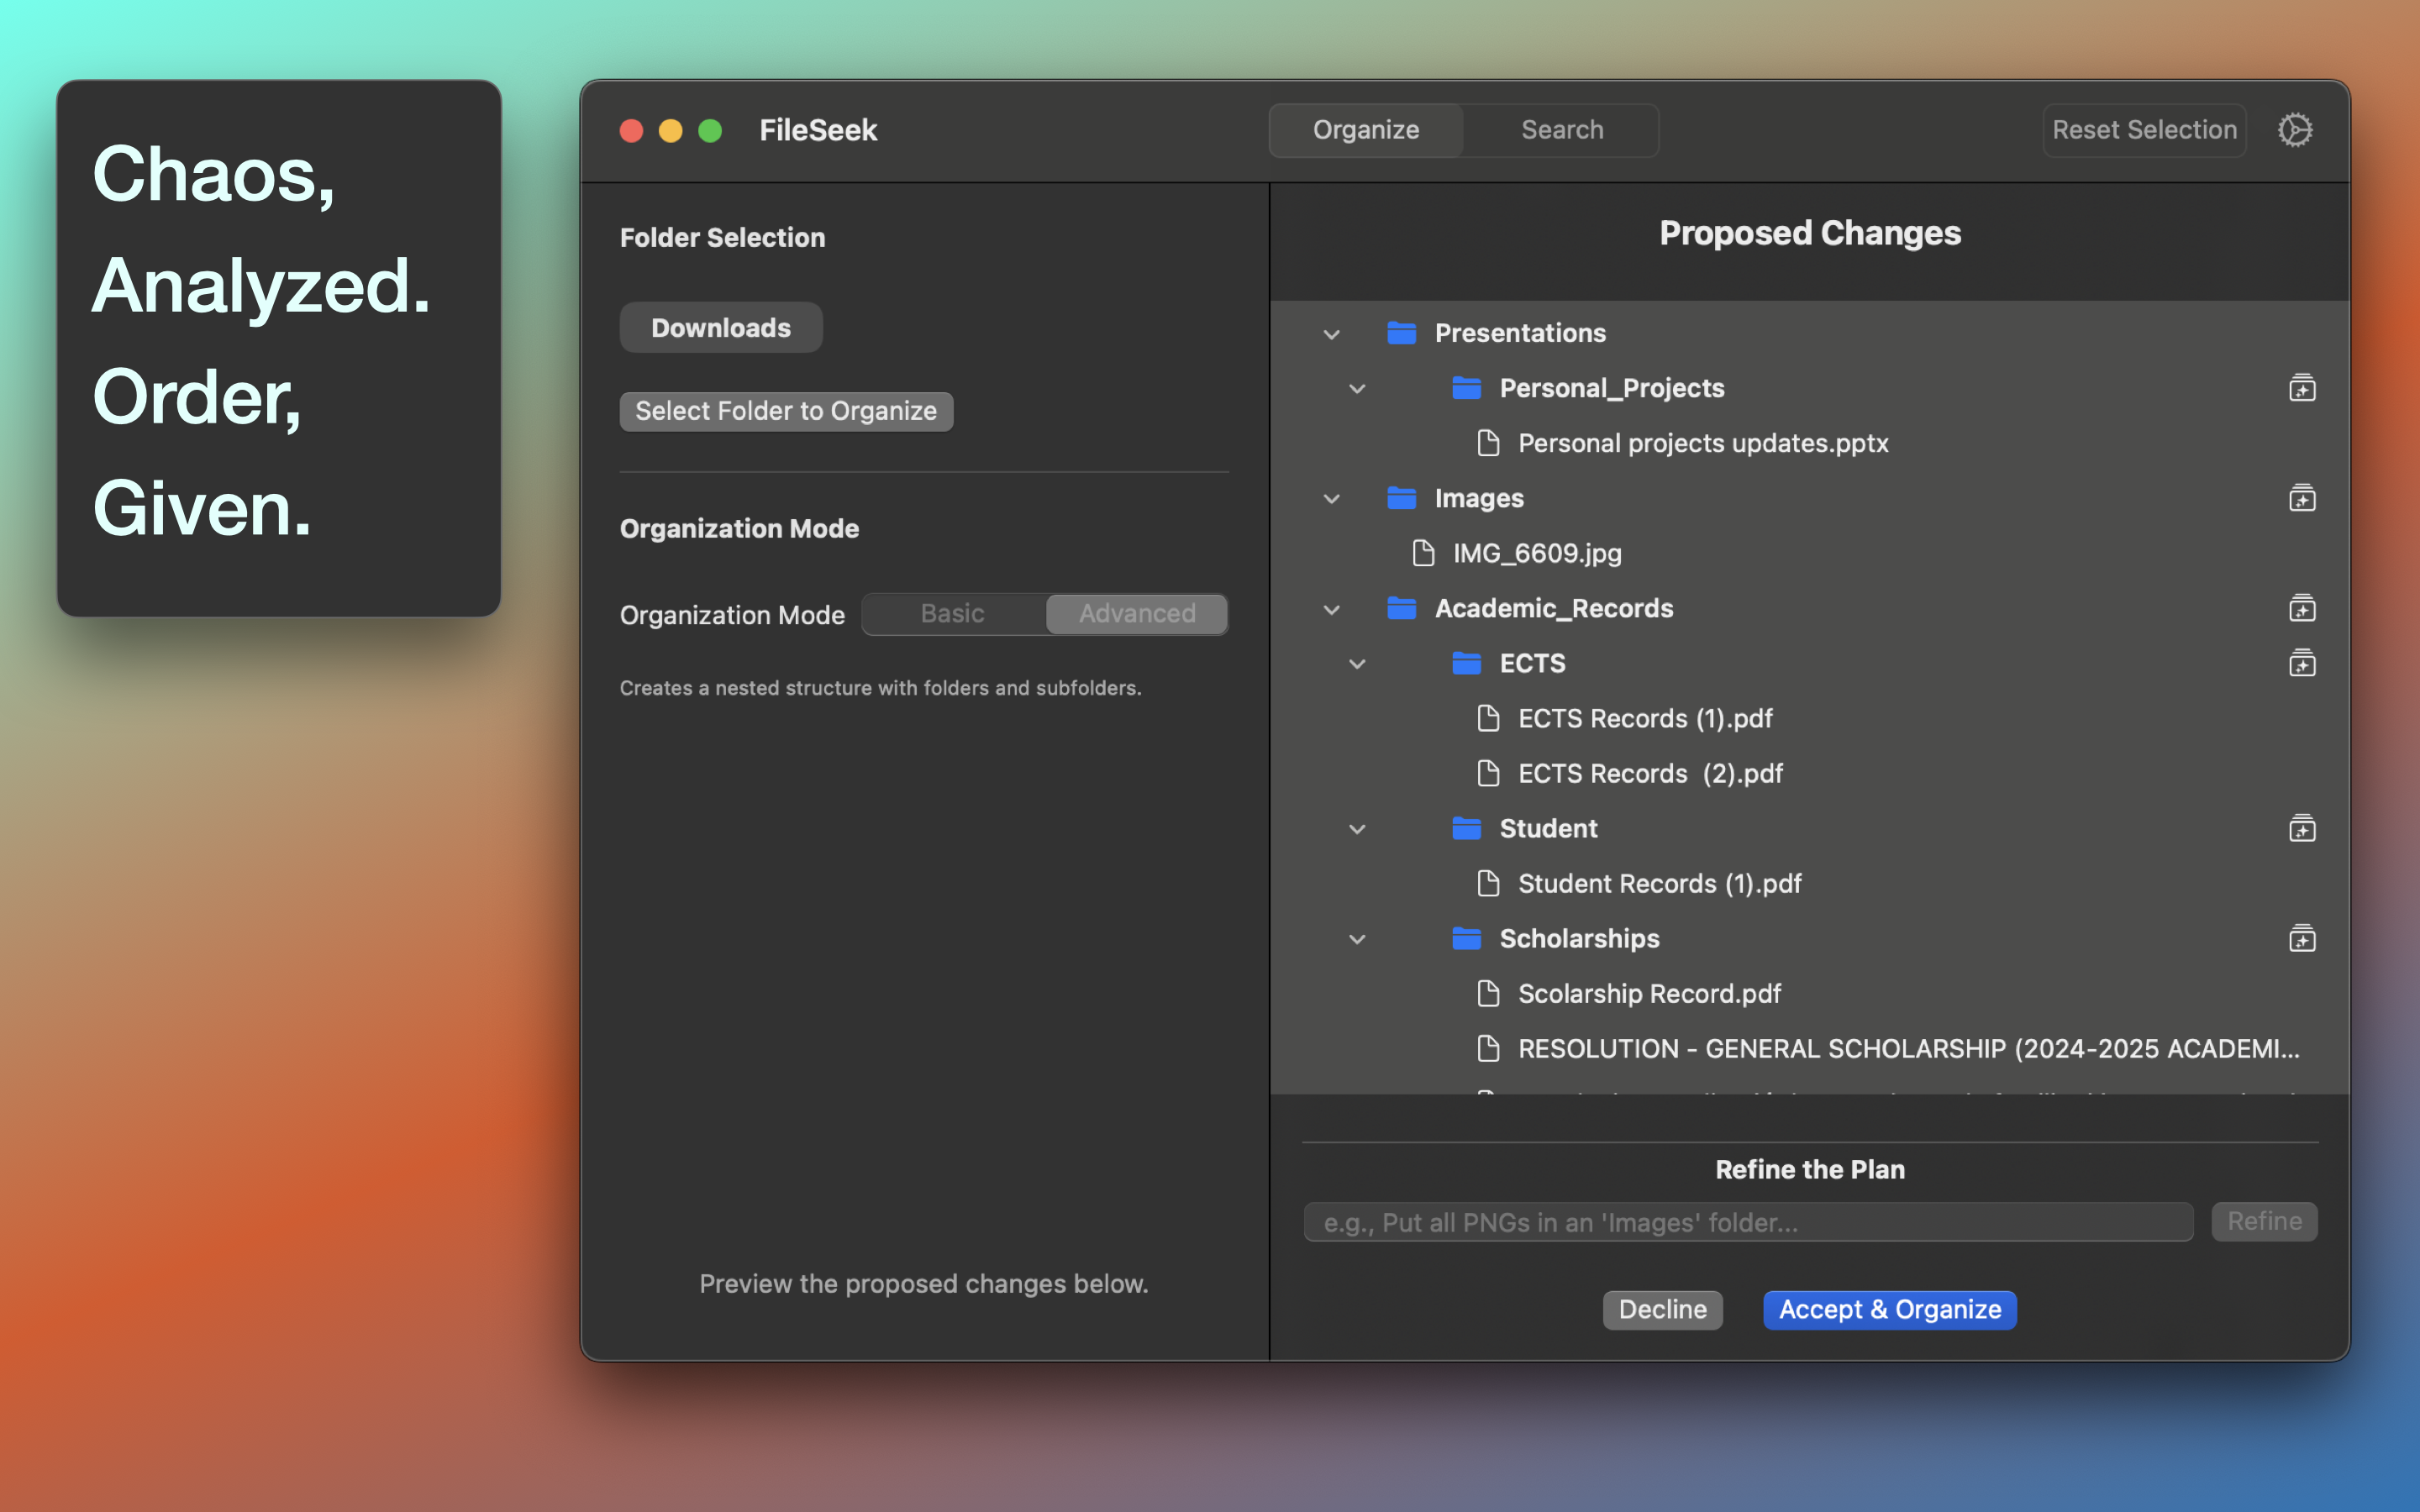 Chaos,
Analyzed.
Order,
Given.
FileSeek
Organize
Search
Reset Selection
Folder Selection
Downloads
Select Folder to Organize
Organization Mode
Organization Mode
Basic
Advanced
Creates a nested structure with folders and subfolders.
Preview the proposed changes below.
Proposed Changes
Presentations
Personal_Projects
Personal projects updates.pptx
Images
IMG_6609.jpg
Academic_Records
ECTS
ECTS Records (1).pdf
ECTS Records  (2).pdf
Student
Student Records (1).pdf
Scholarships
Scolarship Record.pdf
RESOLUTION - GENERAL SCHOLARSHIP (2024-2025 ACADEMI...
Refine the Plan
e.g., Put all PNGs in an 'Images' folder...
Refine
Decline
Accept & Organize